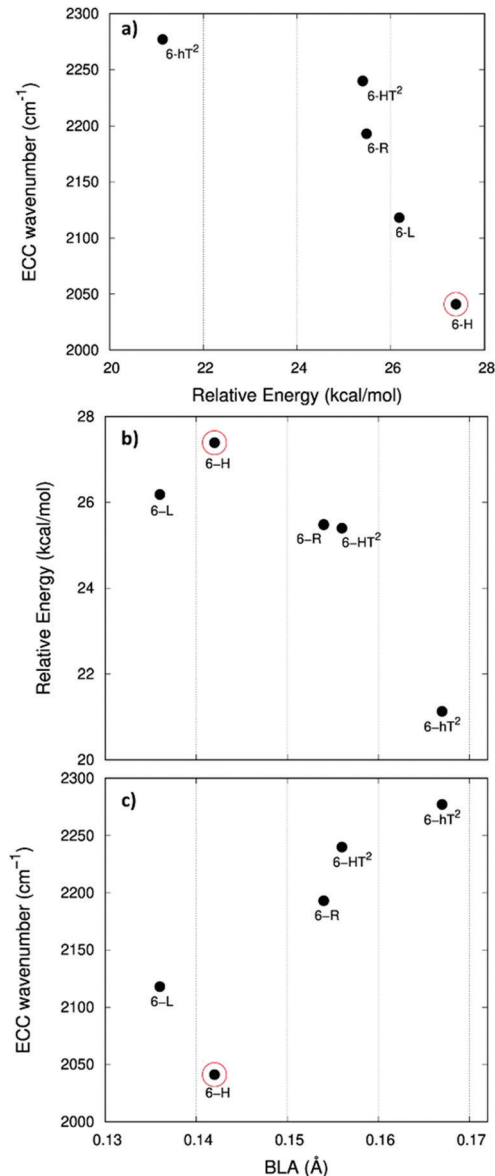 a)
2300
2250
2200
2150
2100
2050
2000
ECC wavenumber (cm⁻¹)
6-hT²
6-HT²
6-R
6-L
6-H
20 22 24 26 28
Relative Energy (kcal/mol)
b)
28
26
24
22
20
Relative Energy (kcal/mol)
6–H
6–L
6–R
6–HT²
6–hT²
c)
2300
2250
2200
2150
2100
2050
2000
ECC wavenumber (cm⁻¹)
6–hT²
6–HT²
6–R
6–L
6–H
0.13 0.14 0.15 0.16 0.17
BLA (Å)